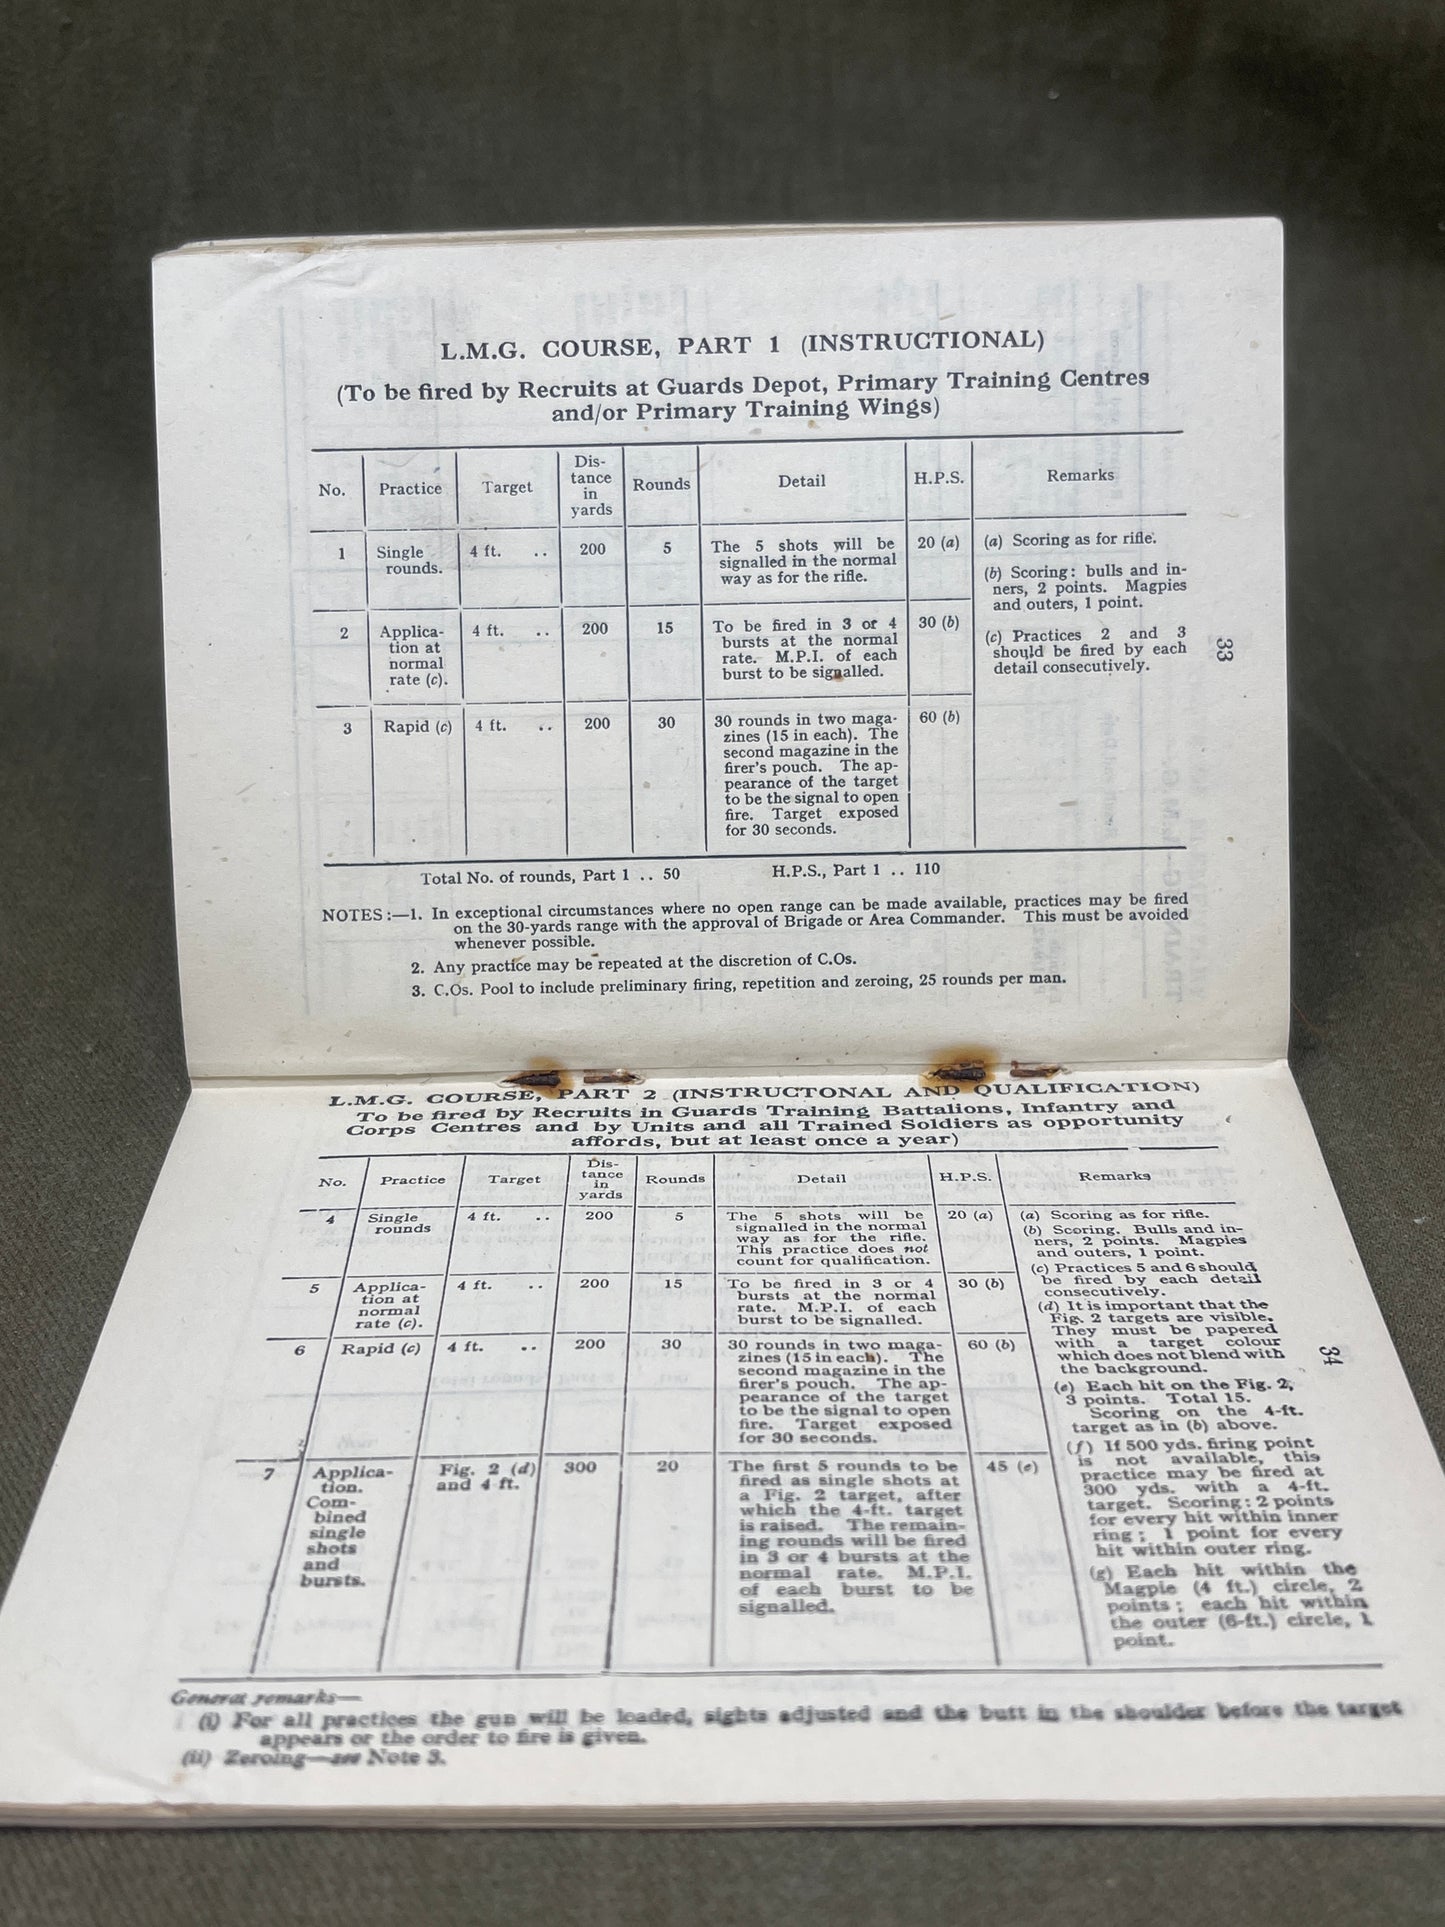 L.M.G. COURSE, PART 1 (INSTRUCTIONAL)
(To be fired by Recruits at Guards Depot, Primary Training Centres
and/or Primary Training Wings)
No. Practice Target Dis-
tance
in
yards Rounds Detail H.P.S. Remarks
1 Single
rounds. 4 ft. .. 200 5 The 5 shots will be
signalled in the normal
way as for the rifle. 20 (a)
2 Applica-
tion at
normal
rate (c). 4 ft. .. 200 15 To be fired in 3 or 4
bursts at the normal
rate. M.P.I. of each
burst to be signalled. 30 (b)
3 Rapid (c) 4 ft. .. 200 30 30 rounds in two maga-
zines (15 in each). The
second magazine in the
firer's pouch. The ap-
pearance of the target
to be the signal to open
fire. Target exposed
for 30 seconds. 60 (b)
(a) Scoring as for rifle.
(b) Scoring: bulls and in-
ners, 2 points. Magpies
and outers, 1 point.
(c) Practices 2 and 3
should be fired by each
detail consecutively.
33
Total No. of rounds, Part 1 .. 50 H.P.S., Part 1 .. 110
NOTES:—1. In exceptional circumstances where no open range can be made available, practices may be fired
on the 30-yards range with the approval of Brigade or Area Commander. This must be avoided
whenever possible.
2. Any practice may be repeated at the discretion of C.Os.
3. C.Os. Pool to include preliminary firing, repetition and zeroing, 25 rounds per man.
L.M.G. COURSE, PART 2 (INSTRUCTONAL AND QUALIFICATION)
To be fired by Recruits in Guards Training Battalions, Infantry and
Corps Centres and by Units and all Trained Soldiers as opportunity
affords, but at least once a year)
No. Practice Target Dis-
tance
in
yards Rounds Detail H.P.S. Remarks
4 Single
rounds 4 ft. .. 200 5 The 5 shots will be
signalled in the normal
way as for the rifle.
This practice does not
count for qualification. 20 (a)
5 Applica-
tion at
normal
rate (c). 4 ft. .. 200 15 To be fired in 3 or 4
bursts at the normal
rate. M.P.I. of each
burst to be signalled. 30 (b)
6 Rapid (c) 4 ft. .. 200 30 30 rounds in two maga-
zines (15 in each). The
second magazine in the
firer's pouch. The ap-
pearance of the target
to be the signal to open
fire. Target exposed
for 30 seconds. 60 (b)
7 Applica-
tion.
Com-
bined
single
shots
and
bursts. Fig. 2 (d)
and 4 ft. 300 20 The first 5 rounds to be
fired as single shots at
a Fig. 2 target, after
which the 4-ft. target
is raised. The remain-
ing rounds will be fired
in 3 or 4 bursts at the
normal rate. M.P.I.
of each burst to be
signalled. 45 (e)
(a) Scoring as for rifle.
(b) Scoring. Bulls and in-
ners, 2 points. Magpies
and outers, 1 point.
(c) Practices 5 and 6 should
be fired by each detail
consecutively.
(d) It is important that the
Fig. 2 targets are visible.
They must be papered
with a target colour
which does not blend with
the background.
(e) Each hit on the Fig. 2,
3 points. Total 15.
Scoring on the 4-ft.
target as in (b) above.
(f) If 500 yds. firing point
is not available, this
practice may be fired at
300 yds. with a 4-ft.
target. Scoring: 2 points
for every hit within inner
ring; 1 point for every
hit within outer ring.
(g) Each hit within the
Magpie (4 ft.) circle, 2
points; each hit within
the outer (6-ft.) circle, 1
point.
34
General remarks—
(i) For all practices the gun will be loaded, sights adjusted and the butt in the shoulder before the target
appears or the order to fire is given.
(ii) Zeroing—see Note 3.